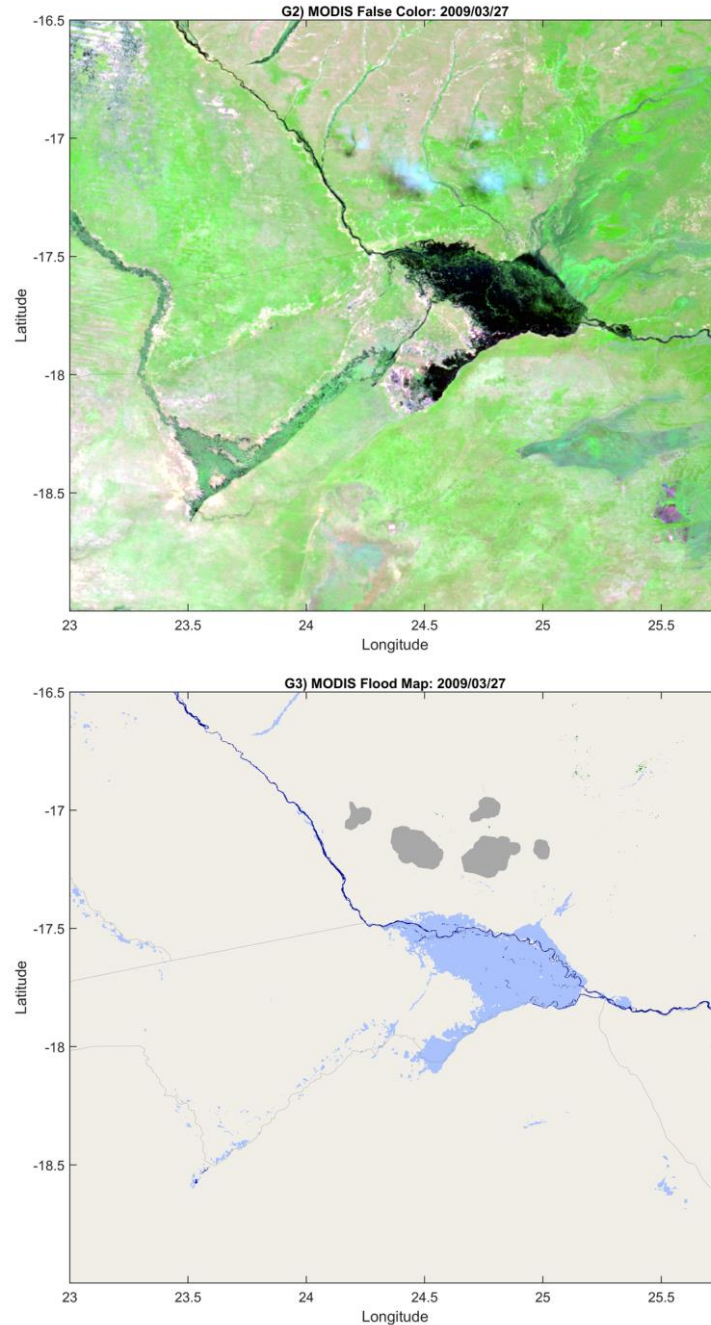 G2) MODIS False Color: 2009/03/27
-16.5
-17
-17.5
-18
-18.5
Latitude
23 23.5 24 24.5 25 25.5
Longitude
G3) MODIS Flood Map: 2009/03/27
-16.5
-17
-17.5
-18
-18.5
Latitude
23 23.5 24 24.5 25 25.5
Longitude